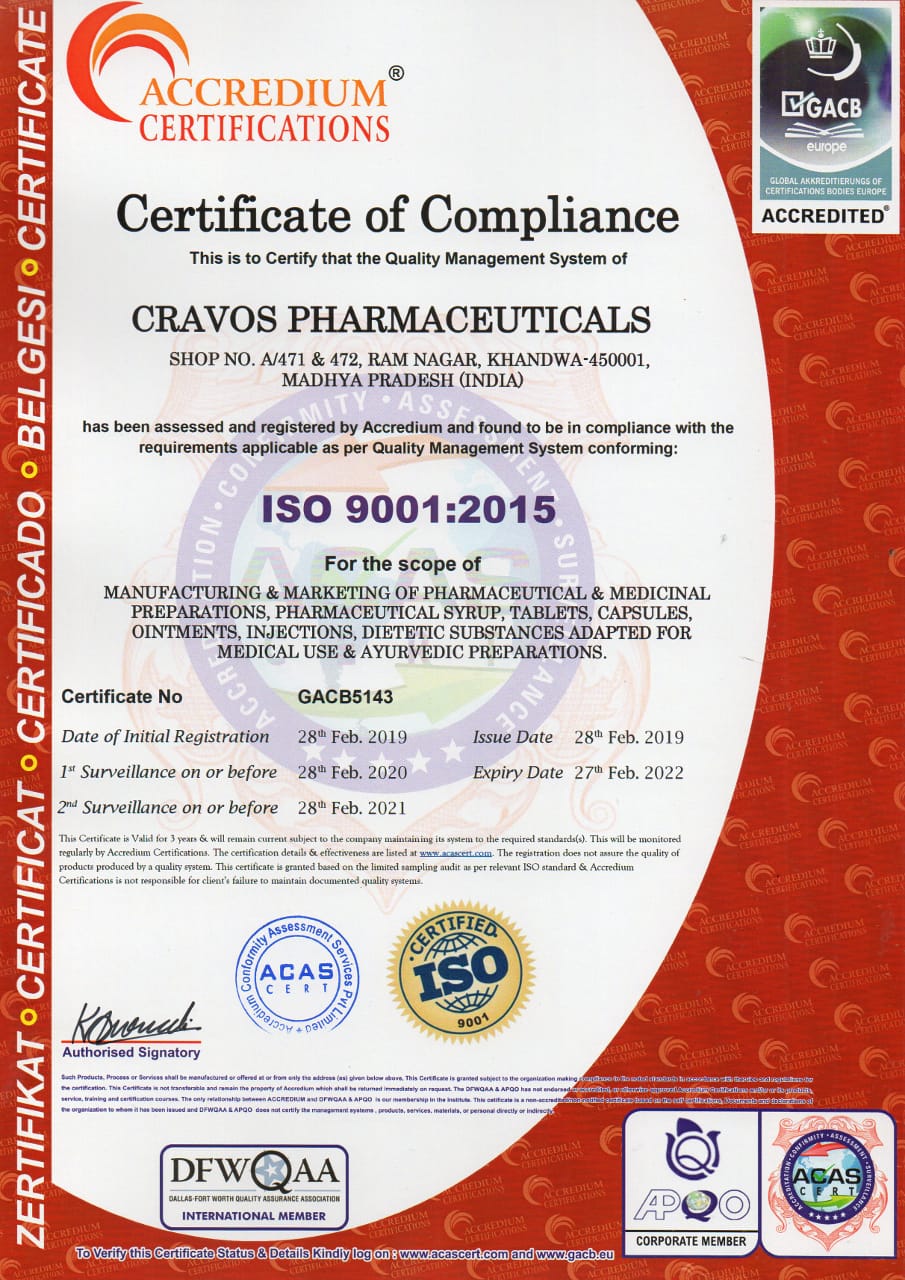 ZERTIFIKAT CERTIFICAT CERTIFICADO BELGESI CERTIFICATE
ACCREDIUM®
CERTIFICATIONS
GACB
europe
GLOBAL AKKREDITIERUNGS OF
CERTIFICATIONS BODIES EUROPE
ACCREDITED®
Certificate of Compliance
This is to Certify that the Quality Management System of
CRAVOS PHARMACEUTICALS
SHOP NO. A/471 & 472, RAM NAGAR, KHANDWA-450001,
MADHYA PRADESH (INDIA)
has been assessed and registered by Accredium and found to be in compliance with the
requirements applicable as per Quality Management System conforming:
ISO 9001:2015
For the scope of
MANUFACTURING & MARKETING OF PHARMACEUTICAL & MEDICINAL
PREPARATIONS, PHARMACEUTICAL SYRUP, TABLETS, CAPSULES,
OINTMENTS, INJECTIONS, DIETETIC SUBSTANCES ADAPTED FOR
MEDICAL USE & AYURVEDIC PREPARATIONS.
Certificate No GACB5143
Date of Initial Registration 28th Feb. 2019 Issue Date 28th Feb. 2019
1st Surveillance on or before 28th Feb. 2020 Expiry Date 27th Feb. 2022
2nd Surveillance on or before 28th Feb. 2021
This Certificate is Valid for 3 years & will remain current subject to the company maintaining its system to the required standards(s). This will be monitored
regularly by Accredium Certifications. The certification details & effectiveness are listed at www.acascert.com. The registration does not assure the quality of
products produced by a quality system. This certificate is granted based on the limited sampling audit as per relevant ISO standard & Accredium
Certifications is not responsible for client's failure to maintain documented quality systems.
Accredium Conformity Assessment Services Pvt Limited
ACAS
CERT
CERTIFIED
ISO
9001
Authorised Signatory
Such Products, Process or Services shall be manufactured or offered at or from only the address (es) given below above. This Certificate is granted subject to the organization making compliance to the
the certification. This Certificate is not transferable and remain the property of Accredium which shall be returned immediately on request. The DFWQAA & APQO has not endorsed
service, training and certification courses. The only relationship between ACCREDIUM and DFWQAA & APQO is our membership in the Institute. This cetificate is a non-accredited
the organization to whom it has been issued and DFWQAA & APQO does not certify the management systems , products, services, materials, or personal directly or indirectly.
DFWQAA
DALLAS-FORT WORTH QUALITY ASSURANCE ASSOCIATION
INTERNATIONAL MEMBER
APQO
CORPORATE MEMBER
ACCREDITATION · CONFORMITY · ASSESSMENT · SURVEILLANCE
ACAS
CERT
To Verify this Certificate Status & Details Kindly log on : www.acascert.com and www.gacb.eu